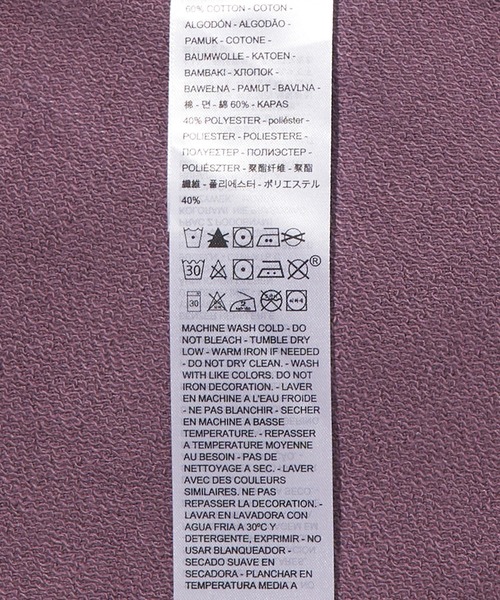 60% COTTON - COTON -
ALGODÓN - ALGODÃO -
PAMUK - COTONE -
BAUMWOLLE - KATOEN -
BAMBAKI - ХЛОПОК -
BAWEŁNA - PAMUT - BAVLNA -
棉 - 면 - 綿 60% - KAPAS
40% POLYESTER - poliéster -
POLIESTER - POLIESTERE -
ΠΟΛΥΕΣΤΕΡ - ПОЛИЭСТЕР -
POLIÉSZTER - 聚酯纤维 - 聚酯
纖維 - 폴리에스터 - ポリエステル
40%
30 ®
30
MACHINE WASH COLD - DO
NOT BLEACH - TUMBLE DRY
LOW - WARM IRON IF NEEDED
- DO NOT DRY CLEAN. - WASH
WITH LIKE COLORS. DO NOT
IRON DECORATION. - LAVER
EN MACHINE A L'EAU FROIDE
- NE PAS BLANCHIR - SECHER
EN MACHINE A BASSE
TEMPERATURE. - REPASSER
A TEMPERATURE MOYENNE
AU BESOIN - PAS DE
NETTOYAGE A SEC. - LAVER
AVEC DES COULEURS
SIMILAIRES. NE PAS
REPASSER LA DECORATION. -
LAVAR EN LAVADORA CON
AGUA FRIA A 30ºC Y
DETERGENTE, EXPRIMIR - NO
USAR BLANQUEADOR -
SECADO SUAVE EN
SECADORA - PLANCHAR EN
TEMPERATURA MEDIA A